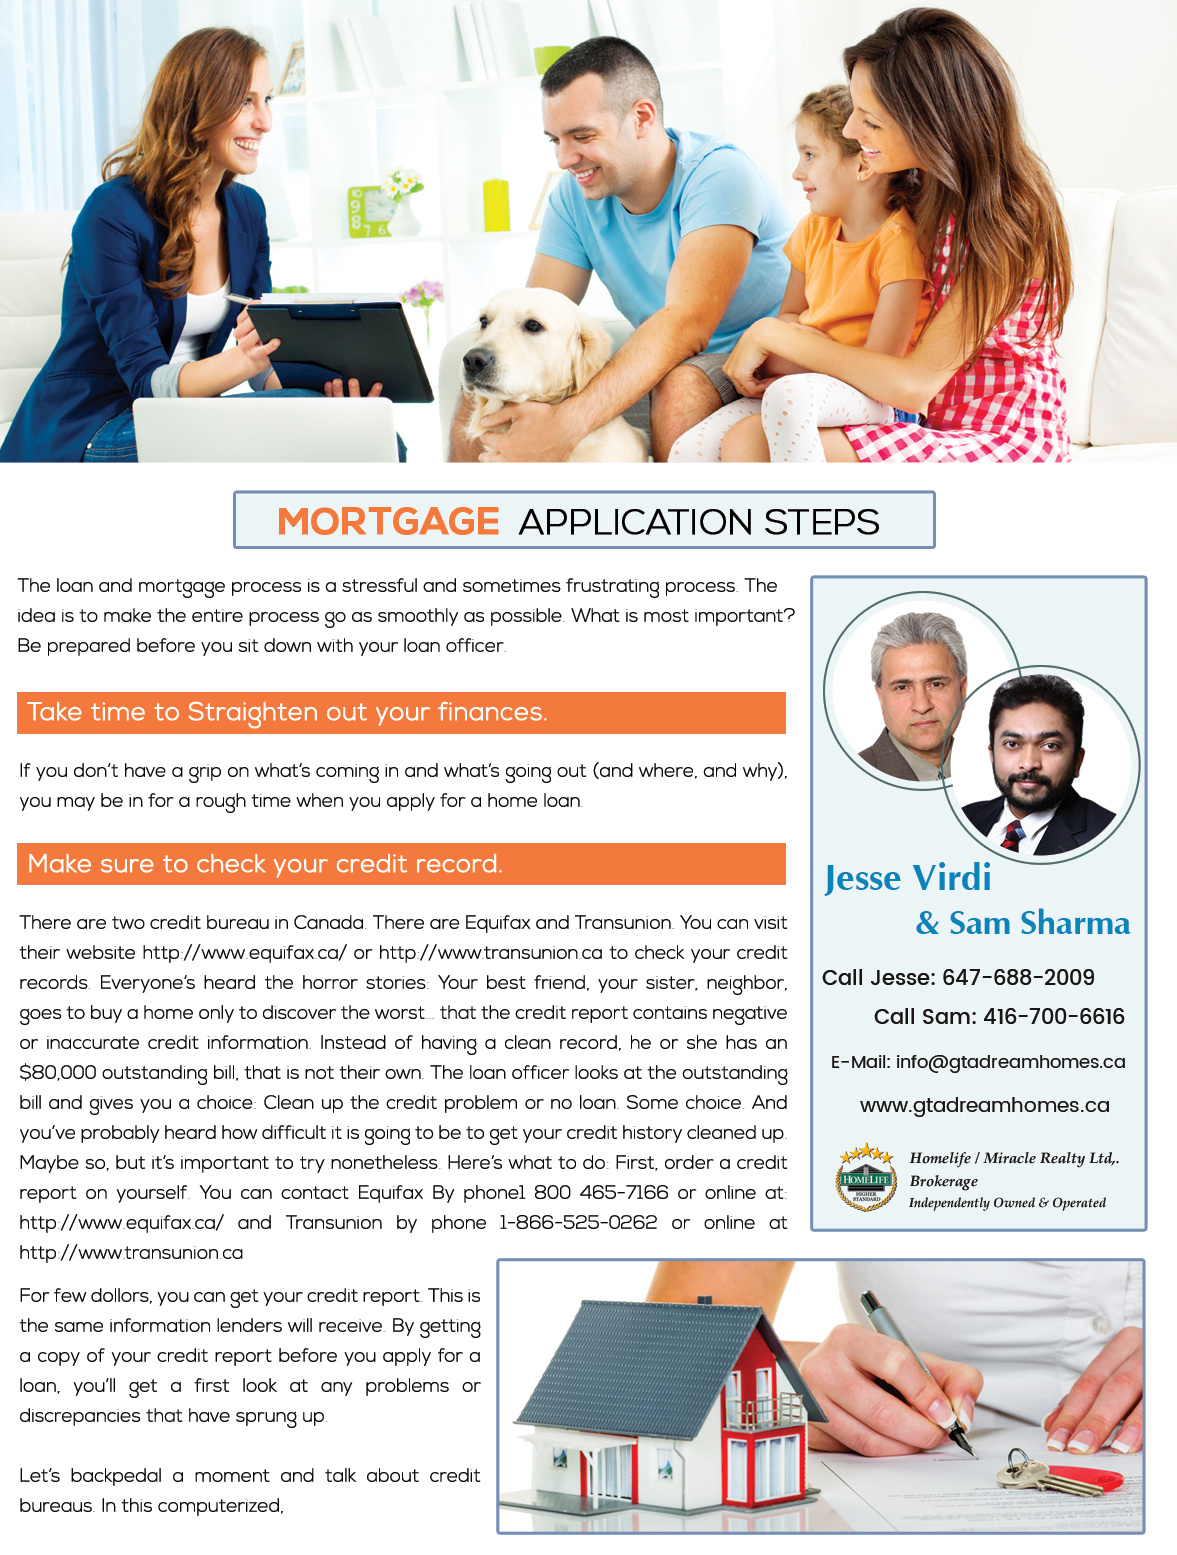 MORTGAGE APPLICATION STEPS
The loan and mortgage process is a stressful and sometimes frustrating process. The
idea is to make the entire process go as smoothly as possible. What is most important?
Be prepared before you sit down with your loan officer.
Take time to Straighten out your finances.
If you don't have a grip on what's coming in and what's going out (and where, and why),
you may be in for a rough time when you apply for a home loan.
Make sure to check your credit record.
There are two credit bureau in Canada. There are Equifax and Transunion. You can visit
their website http://www.equifax.ca/ or http://www.transunion.ca to check your credit
records. Everyone's heard the horror stories: Your best friend, your sister, neighbor,
goes to buy a home only to discover the worst... that the credit report contains negative
or inaccurate credit information. Instead of having a clean record, he or she has an
$80,000 outstanding bill, that is not their own. The loan officer looks at the outstanding
bill and gives you a choice: Clean up the credit problem or no loan. Some choice. And
you've probably heard how difficult it is going to be to get your credit history cleaned up.
Maybe so, but it's important to try nonetheless. Here's what to do: First, order a credit
report on yourself. You can contact Equifax By phone1 800 465-7166 or online at:
http://www.equifax.ca/ and Transunion by phone 1-866-525-0262 or online at
http://www.transunion.ca
For few dollors, you can get your credit report. This is
the same information lenders will receive. By getting
a copy of your credit report before you apply for a
loan, you'll get a first look at any problems or
discrepancies that have sprung up.
Let's backpedal a moment and talk about credit
bureaus. In this computerized,
Jesse Virdi
& Sam Sharma
Call Jesse: 647-688-2009
Call Sam: 416-700-6616
E-Mail: info@gtadreamhomes.ca
www.gtadreamhomes.ca
HOMELIFE
HIGHER
STANDARD
Homelife / Miracle Realty Ltd,.
Brokerage
Independently Owned & Operated
10
9
8
7 6